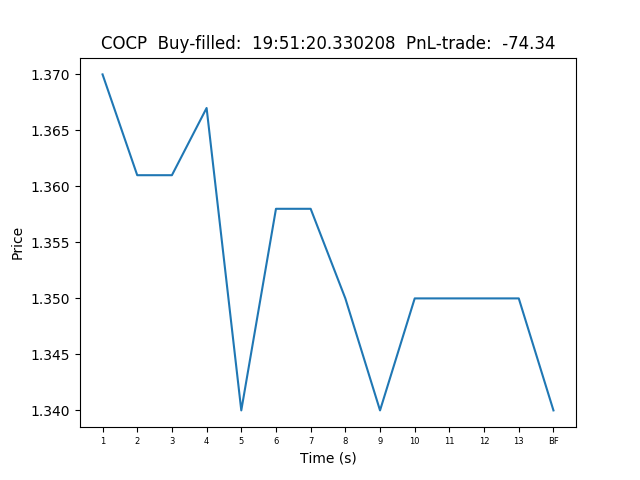 COCP  Buy-filled:  19:51:20.330208  PnL-trade:  -74.34
1.370
1.365
1.360
1.355
1.350
1.345
1.340
Price
1 2 3 4 5 6 7 8 9 10 11 12 13 BF
Time (s)